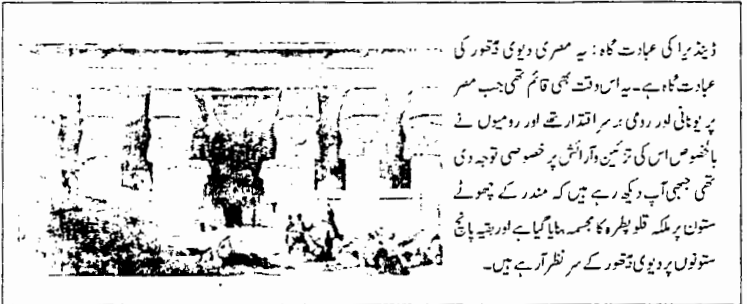 ڈینڈیرا کی عبادت گاہ : یہ مصری دیوی ہتھور کی
عبادت گاہ ہے۔ یہ اس وقت بھی قائم تھی جب مصر
پر یونانی اور رومی برسر اقتدار تھے اور رومیوں نے
بالخصوص اس کی تزئین و آرائش پر خصوصی توجہ دی
تھی جبھی آپ دیکھ رہے ہیں کہ مندر کے چھوٹے
ستون پر ملکہ قلوپطرہ کا مجسمہ بنایا گیا ہے اور بقیہ پانچ
ستونوں پر دیوی ہتھور کے سر نظر آرہے ہیں۔